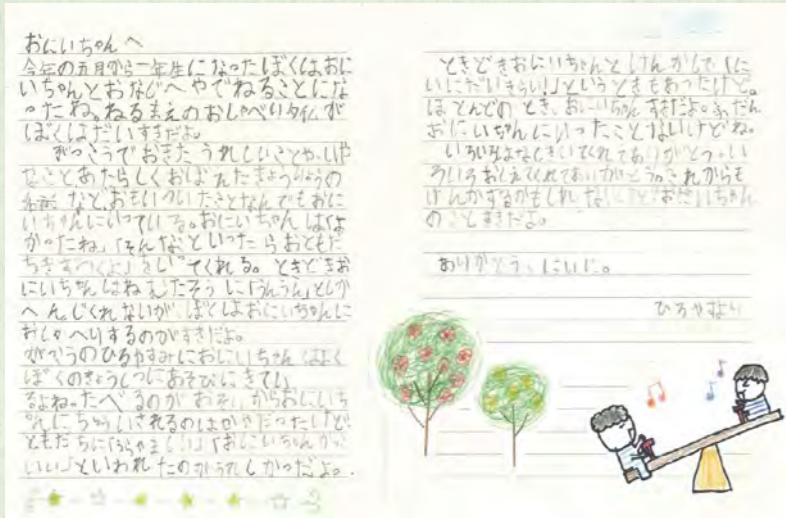 おにいちゃんへ
今年の五月から一年生になったぼくはおに
いちゃんとおなじへやでねることにな
ったね。ねるまえのおしゃべりタイムが
ぼくはだいすきだよ。
がっこうでおきたうれしいことや、いや
なことあたらしくおぼえたきょうりゅうの
名前など、おもいついたことなんでもおに
いちゃんにいっている。おにいちゃんは「よ
かったね」「そんなこといったらおともだ
ちきずつくよ」といってくれる。ときどきお
にいちゃんはねむたそうに「うんうん」としか
へんじくれないが、ぼくはおにいちゃんに
おしゃべりするのがすきだよ。
がっこうのひるやすみにおにいちゃんはよく
ぼくのきょうしつにあそびにきてい
るよね。たべるのがおそいからおにいち
ゃんにちゅういされるのは
ともだちに「うらやましい」「おにいちゃんかっこ
いい」といわれたのがうれしかったよ。
ときどきおにいちゃんとけんかして「に
いにだいきらい!」というときもあったけど。
ほとんどのとき、おにいちゃんすきだよ。ふだん
おにいちゃんにいったことないけどね。
いろいろなときいてくれてありがとう。い
ろいろおしえてくれてありがとう。これからも
けんかするかもしれないけどおにいちゃん
のことすきだよ。
ありがとう、にいに。
ひろやすより